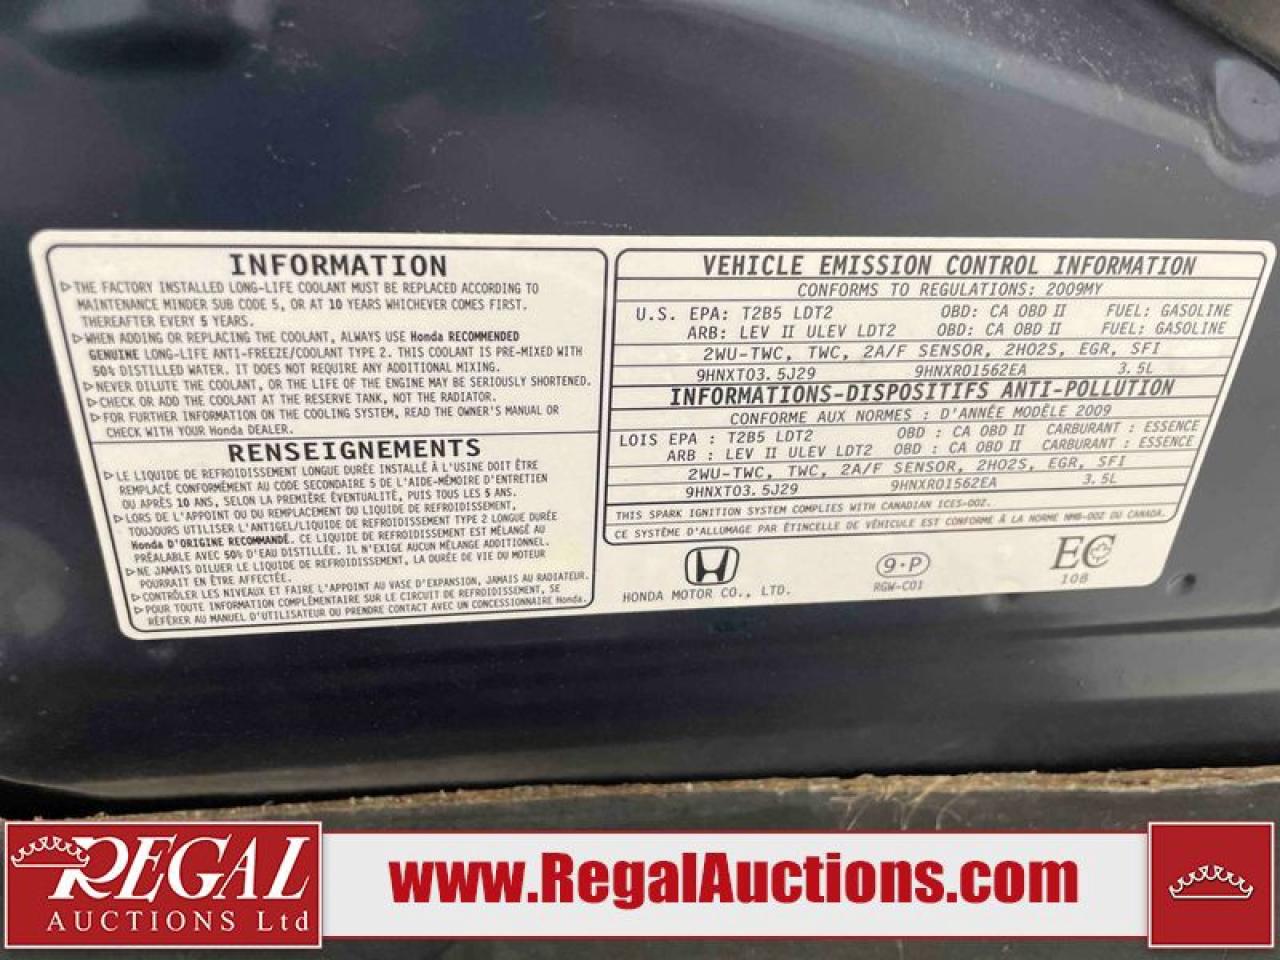 INFORMATION
▷THE FACTORY INSTALLED LONG-LIFE COOLANT MUST BE REPLACED ACCORDING TO
MAINTENANCE MINDER SUB CODE 5, OR AT 10 YEARS WHICHEVER COMES FIRST.
THEREAFTER EVERY 5 YEARS.
▷WHEN ADDING OR REPLACING THE COOLANT, ALWAYS USE Honda RECOMMENDED
GENUINE LONG-LIFE ANTI-FREEZE/COOLANT TYPE 2. THIS COOLANT IS PRE-MIXED WITH
50% DISTILLED WATER. IT DOES NOT REQUIRE ANY ADDITIONAL MIXING.
▷NEVER DILUTE THE COOLANT, OR THE LIFE OF THE ENGINE MAY BE SERIOUSLY SHORTENED.
▷CHECK OR ADD THE COOLANT AT THE RESERVE TANK, NOT THE RADIATOR.
▷FOR FURTHER INFORMATION ON THE COOLING SYSTEM, READ THE OWNER'S MANUAL OR
CHECK WITH YOUR Honda DEALER.
RENSEIGNEMENTS
▷LE LIQUIDE DE REFROIDISSEMENT LONGUE DURÉE INSTALLÉ À L'USINE DOIT ÊTRE
REMPLACÉ CONFORMÉMENT AU CODE SECONDAIRE 5 DE L'AIDE-MÉMOIRE D'ENTRETIEN
OU APRÈS 10 ANS, SELON LA PREMIÈRE ÉVENTUALITÉ, PUIS TOUS LES 5 ANS.
▷LORS DE L'APPOINT OU DU REMPLACEMENT DU LIQUIDE DE REFROIDISSEMENT,
TOUJOURS UTILISER L'ANTIGEL/LIQUIDE DE REFROIDISSEMENT TYPE 2 LONGUE DURÉE
Honda D'ORIGINE RECOMMANDÉ. CE LIQUIDE DE REFROIDISSEMENT EST MÉLANGÉ AU
PRÉALABLE AVEC 50% D'EAU DISTILLÉE. IL N'EXIGE AUCUN MÉLANGE ADDITIONNEL.
▷NE JAMAIS DILUER LE LIQUIDE DE REFROIDISSEMENT, LA DURÉE DE VIE DU MOTEUR
POURRAIT EN ÊTRE AFFECTÉE.
▷CONTRÔLER LES NIVEAUX ET FAIRE L'APPOINT AU VASE D'EXPANSION, JAMAIS AU RADIATEUR.
▷POUR TOUTE INFORMATION COMPLÉMENTAIRE SUR LE CIRCUIT DE REFROIDISSEMENT, SE
RÉFÉRER AU MANUEL D'UTILISATEUR OU PRENDRE CONTACT AVEC UN CONCESSIONNAIRE Honda.
VEHICLE EMISSION CONTROL INFORMATION
CONFORMS TO REGULATIONS: 2009MY
U.S. EPA: T2B5 LDT2 OBD: CA OBD II FUEL: GASOLINE
ARB: LEV II ULEV LDT2 OBD: CA OBD II FUEL: GASOLINE
2WU-TWC, TWC, 2A/F SENSOR, 2HO2S, EGR, SFI
9HNXT03.5J29 9HNXR01562EA 3.5L
INFORMATIONS-DISPOSITIFS ANTI-POLLUTION
CONFORME AUX NORMES : D'ANNÉE MODÈLE 2009
LOIS EPA : T2B5 LDT2 OBD : CA OBD II CARBURANT : ESSENCE
ARB : LEV II ULEV LDT2 OBD : CA OBD II CARBURANT : ESSENCE
2WU-TWC, TWC, 2A/F SENSOR, 2HO2S, EGR, SFI
9HNXT03.5J29 9HNXR01562EA 3.5L
THIS SPARK IGNITION SYSTEM COMPLIES WITH CANADIAN ICES-002.
CE SYSTÈME D'ALLUMAGE PAR ÉTINCELLE DE VÉHICULE EST CONFORME À LA NORME NMB-002 DU CANADA.
HONDA MOTOR CO., LTD.
9-P
RGW-C01
EC
108
REGAL
AUCTIONS Ltd
www.RegalAuctions.com